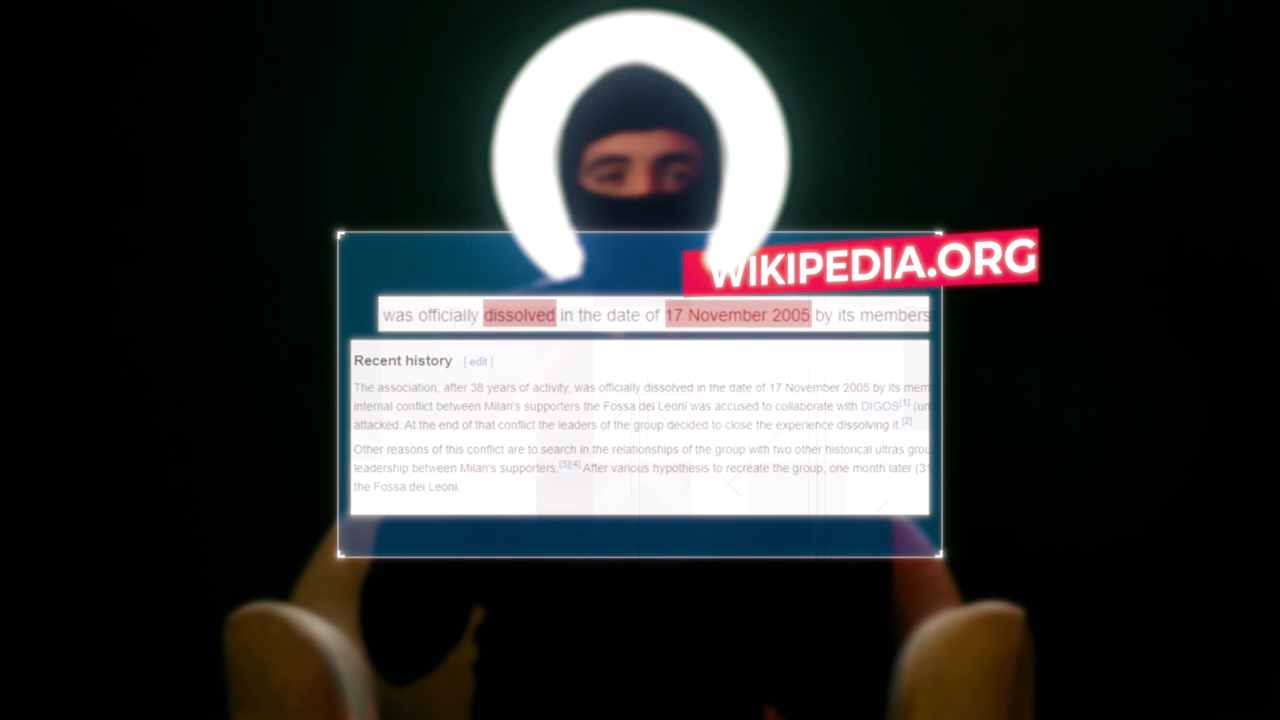 WIKIPEDIA.ORG
was officially dissolved in the date of 17 November 2005 by its members
Recent history [ edit ]
The association, after 38 years of activity, was officially dissolved in the date of 17 November 2005 by its mem
internal conflict between Milan's supporters the Fossa dei Leoni was accused to collaborate with DIGOS[1] (un
attacked. At the end of that conflict the leaders of the group decided to close the experience dissolving it.[2]
Other reasons of this conflict are to search in the relationships of the group with two other historical ultras grou
leadership between Milan's supporters.[3][4] After various hypothesis to recreate the group, one month later (31
the Fossa dei Leoni.